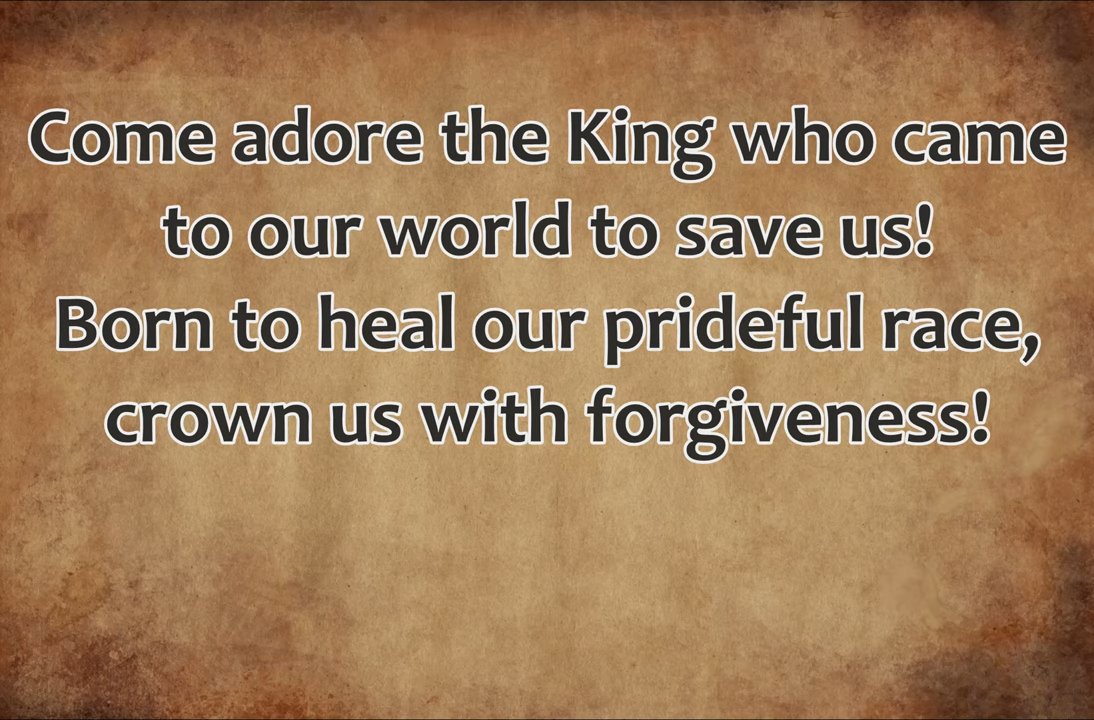 Come adore the King who came
to our world to save us!
Born to heal our prideful race,
crown us with forgiveness!